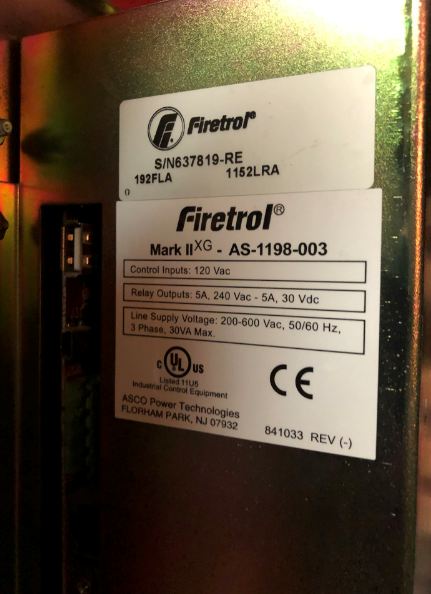 Firetrol®
S/N637819-RE
192FLA 1152LRA
Firetrol®
Mark IIXG - AS-1198-003
Control Inputs: 120 Vac
Relay Outputs: 5A, 240 Vac - 5A, 30 Vdc
Line Supply Voltage: 200-600 Vac, 50/60 Hz,
3 Phase, 30VA Max.
C UL US
Listed 11U5
Industrial Control Equipment
CE
ASCO Power Technologies
FLORHAM PARK, NJ 07932
841033 REV (-)